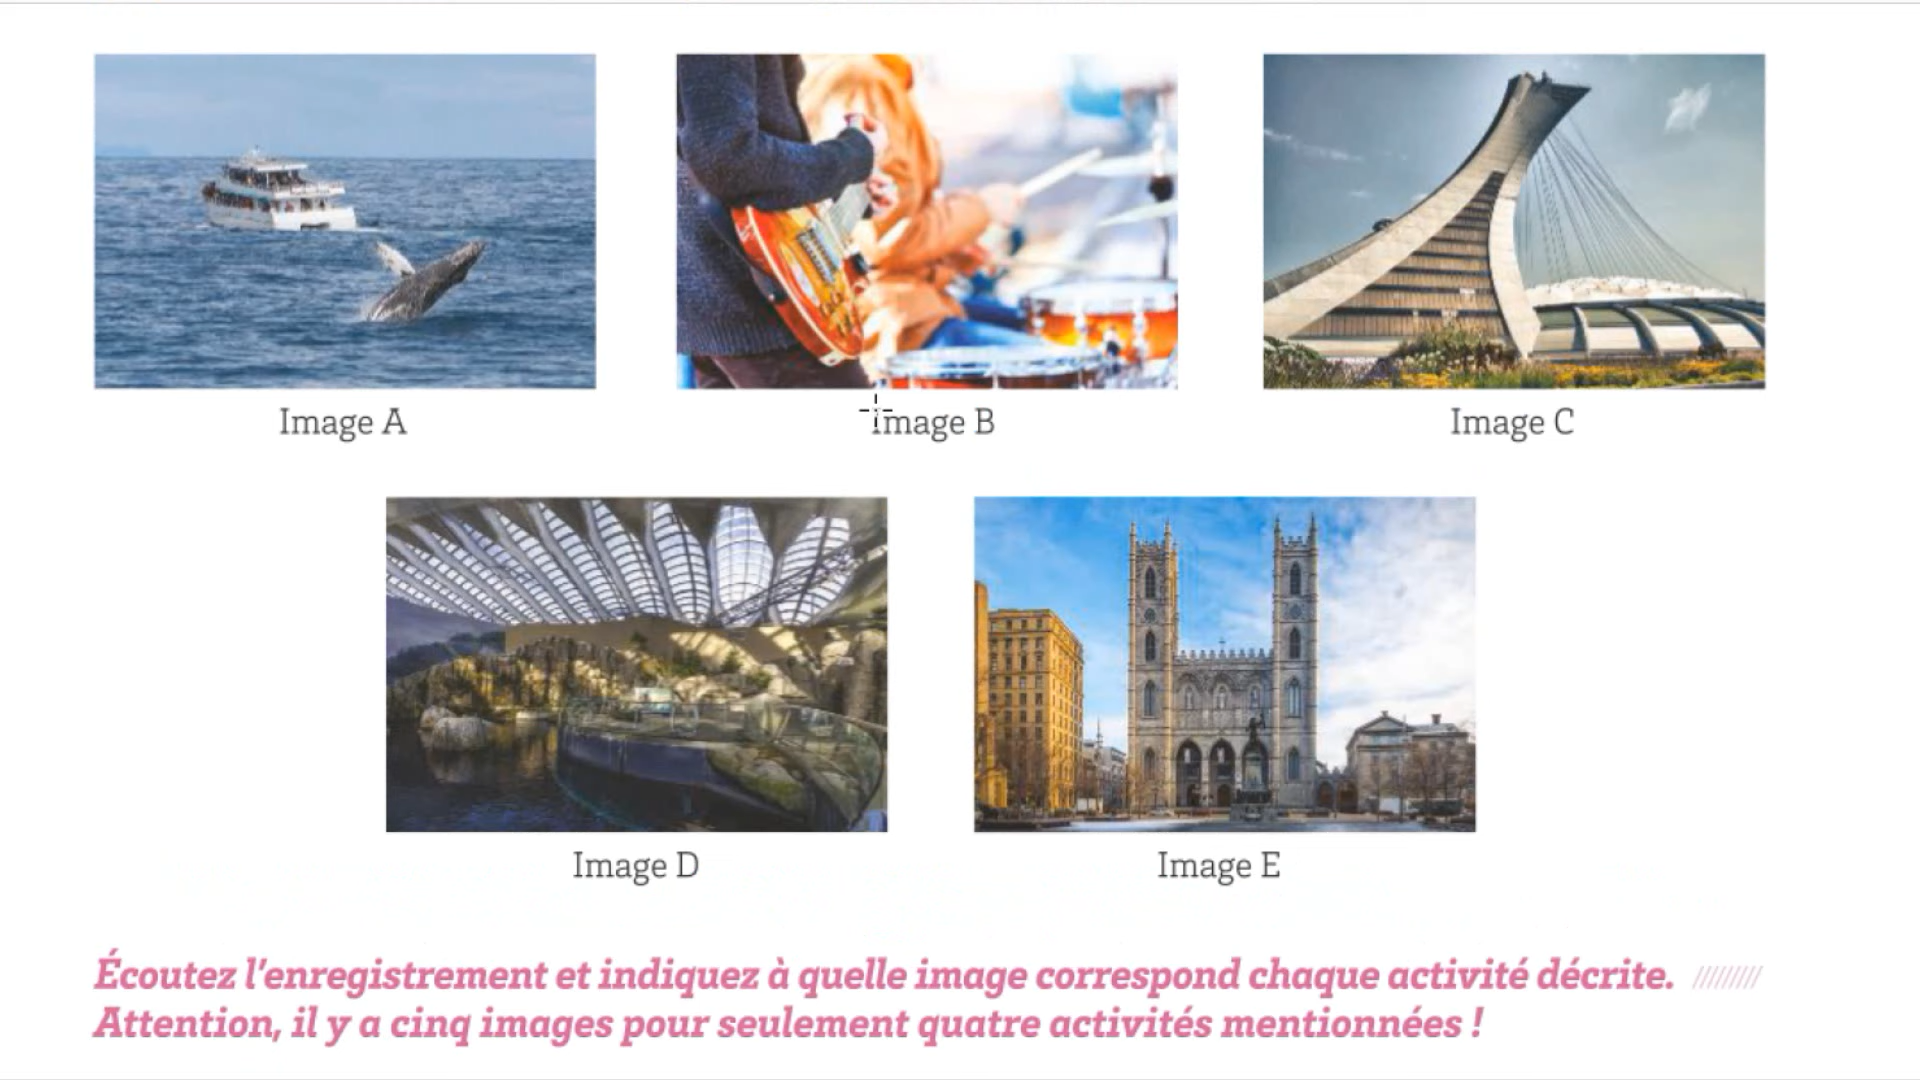 Image A
Image B
Image C
Image D
Image E
Écoutez l'enregistrement et indiquez à quelle image correspond chaque activité décrite.
Attention, il y a cinq images pour seulement quatre activités mentionnées !